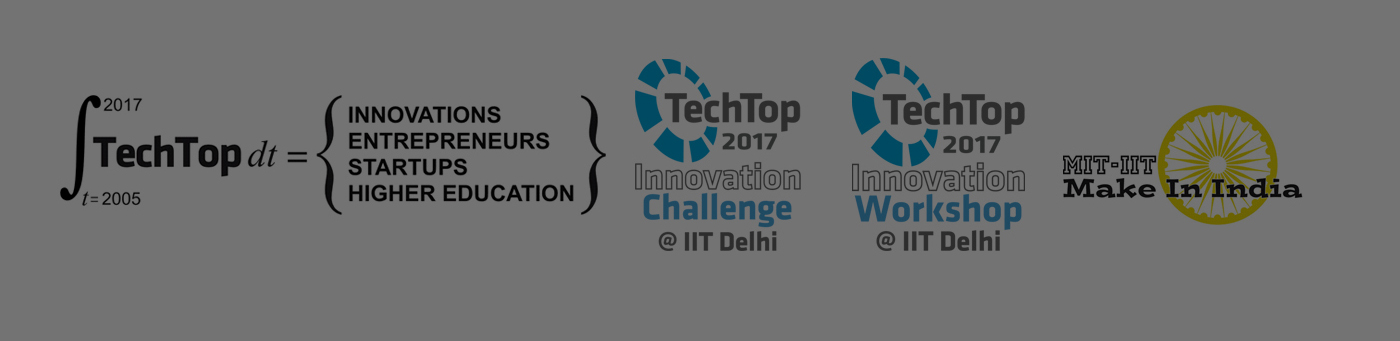 ∫ 2017
TechTop dt =
t = 2005
{ INNOVATIONS
ENTREPRENEURS
STARTUPS
HIGHER EDUCATION }
TechTop
2017
Innovation
Challenge
@ IIT Delhi
TechTop
2017
Innovation
Workshop
@ IIT Delhi
MIT-IIT
Make In India